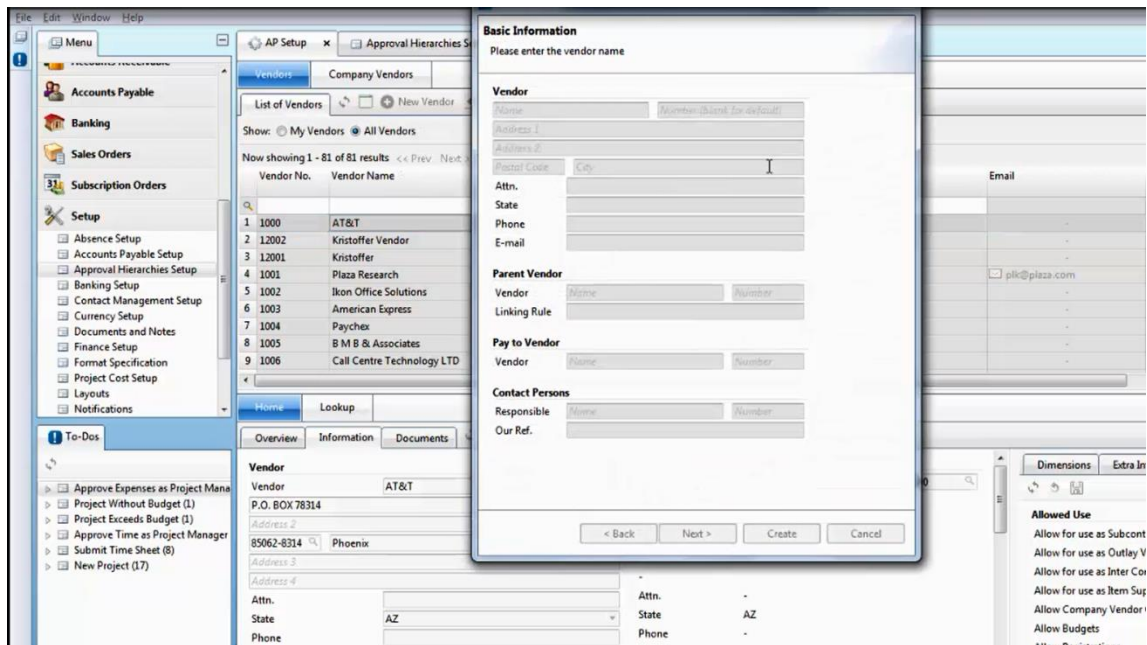 File Edit Window Help
Menu
Accounts Payable
Banking
Sales Orders
Subscription Orders
Setup
Absence Setup
Accounts Payable Setup
Approval Hierarchies Setup
Banking Setup
Contact Management Setup
Currency Setup
Documents and Notes
Finance Setup
Format Specification
Project Cost Setup
Layouts
Notifications
To-Dos
Approve Expenses as Project Mana
Project Without Budget (1)
Project Exceeds Budget (1)
Approve Time as Project Manager
Submit Time Sheet (8)
New Project (17)
AP Setup x Approval Hierarchies S
Vendors Company Vendors
List of Vendors New Vendor
Show: My Vendors All Vendors
Now showing 1 - 81 of 81 results << Prev Next >
Vendor No. Vendor Name
1 1000 AT&T
2 12002 Kristoffer Vendor
3 12001 Kristoffer
4 1001 Plaza Research
5 1002 Ikon Office Solutions
6 1003 American Express
7 1004 Paychex
8 1005 B M B & Associates
9 1006 Call Centre Technology LTD
Email
plk@plaza.com
Home Lookup
Overview Information Documents
Vendor
Vendor AT&T
P.O. BOX 78314
Address 2
85062-8314 Phoenix
Address 3
Address 4
Attn.
State AZ
Phone
Basic Information
Please enter the vendor name
Vendor
Name Number (blank for default)
Address 1
Address 2
Postal Code City
Attn.
State
Phone
E-mail
Parent Vendor
Vendor Name Number
Linking Rule
Pay to Vendor
Vendor Name Number
Contact Persons
Responsible Name Number
Our Ref.
< Back Next > Create Cancel
-
Attn. -
State AZ
Phone -
Dimensions Extra In
Allowed Use
Allow for use as Subcont
Allow for use as Outlay V
Allow for use as Inter Co
Allow for use as Item Sup
Allow Company Vendor
Allow Budgets